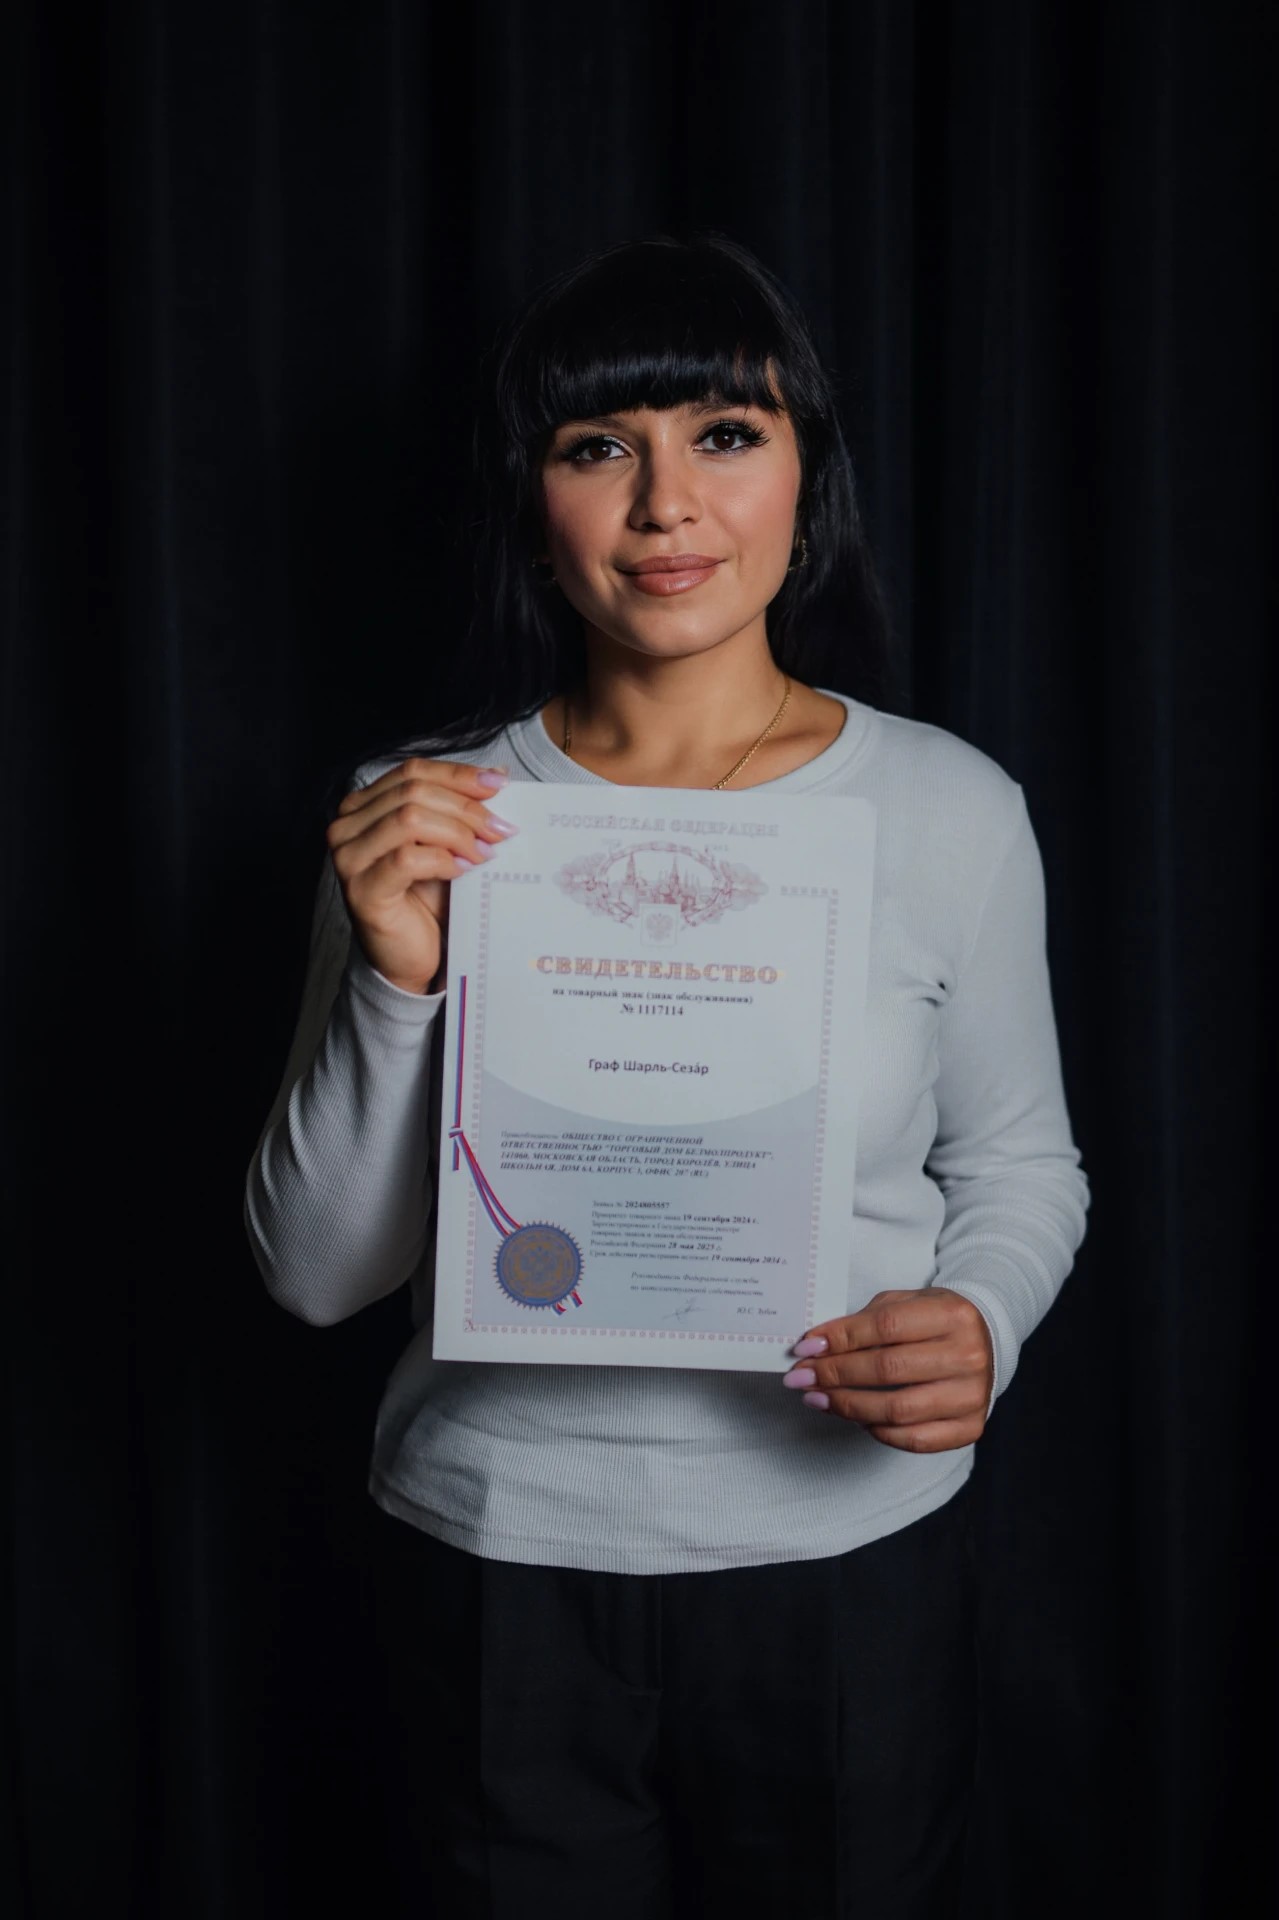 РОССИЙСКАЯ ФЕДЕРАЦИЯ
СВИДЕТЕЛЬСТВО
на товарный знак (знак обслуживания)
№ 1117114
Граф Шарль-Сеза́р
Правообладатель: ОБЩЕСТВО С ОГРАНИЧЕННОЙ
ОТВЕТСТВЕННОСТЬЮ "ТОРГОВЫЙ ДОМ БЕЛМОЛПРОДУКТ",
141060, МОСКОВСКАЯ ОБЛАСТЬ, ГОРОД КОРОЛЁВ, УЛИЦА
ШКОЛЬНАЯ, ДОМ 6А, КОРПУС 3, ОФИС 207 (RU)
Заявка № 2024805557
Приоритет товарного знака 19 сентября 2024 г.
Зарегистрировано в Государственном реестре
товарных знаков и знаков обслуживания
Российской Федерации 28 мая 2025 г.
Срок действия регистрации истекает 19 сентября 2034 г.
Руководитель Федеральной службы
по интеллектуальной собственности
Ю.С. Зубов